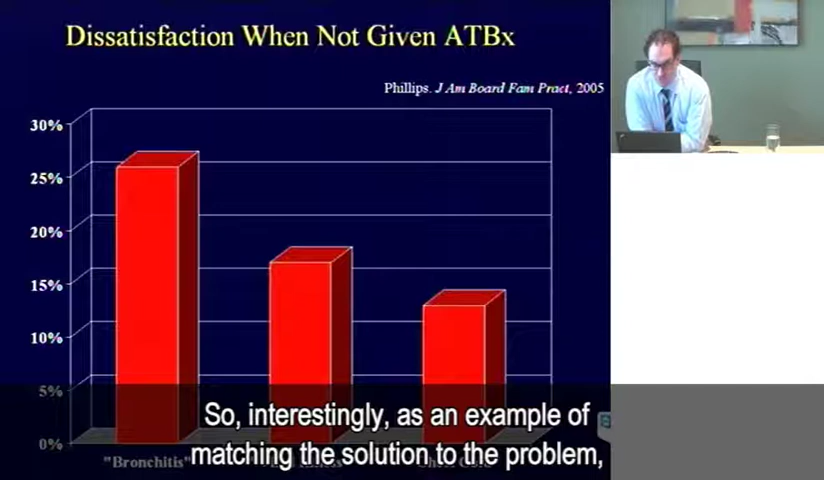 Dissatisfaction When Not Given ATBx
Phillips. J Am Board Fam Pract, 2005
30%
25%
20%
15%
10%
5%
0%
"Bronchitis"
So, interestingly, as an example of
matching the solution to the problem,